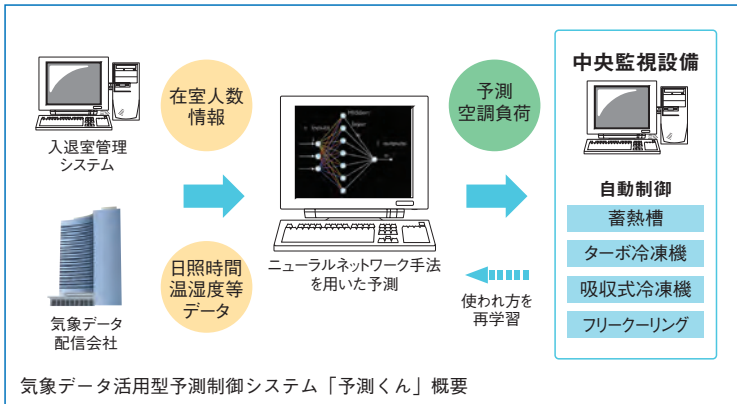 入退室管理
システム
気象データ
配信会社
在室人数
情報
日照時間
温湿度等
データ
ニューラルネットワーク手法
を用いた予測
予測
空調負荷
使われ方を
再学習
中央監視設備
自動制御
蓄熱槽
ターボ冷凍機
吸収式冷凍機
フリークーリング
気象データ活用型予測制御システム「予測くん」概要